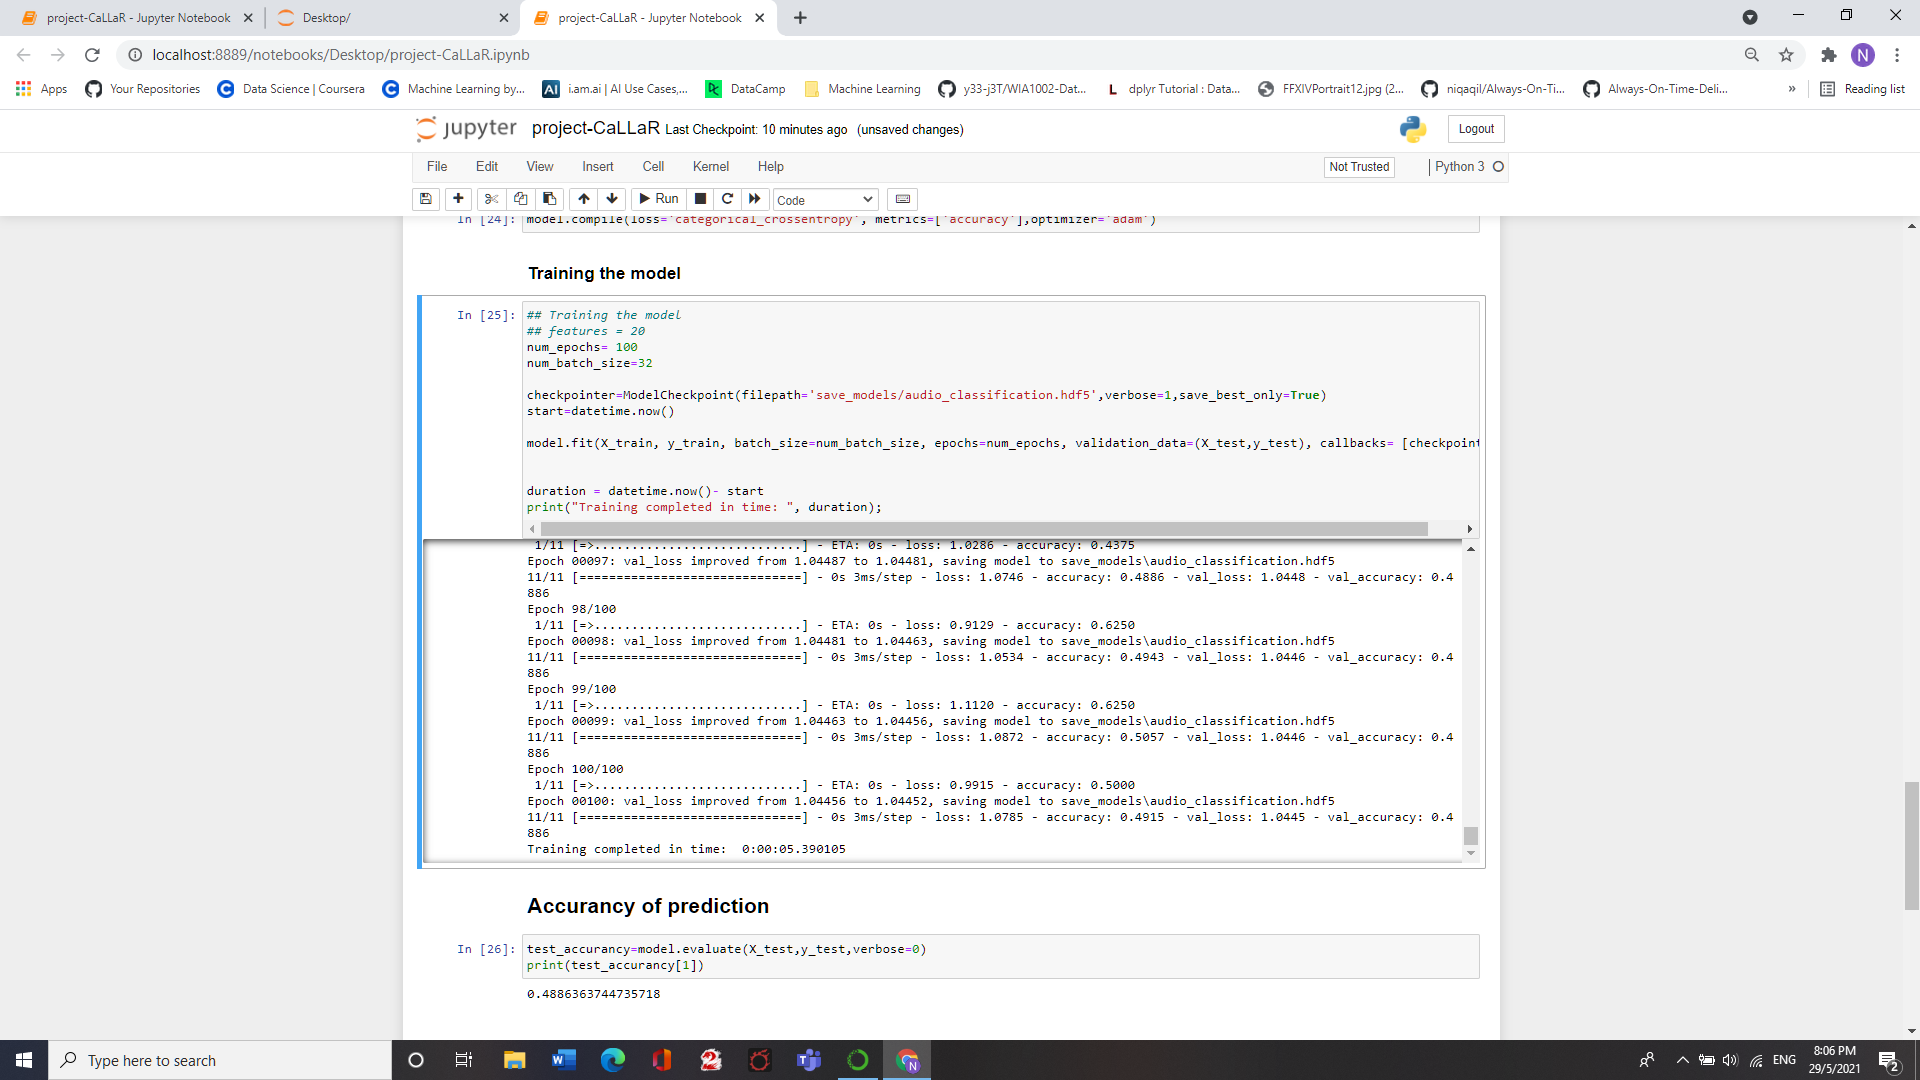 project-CaLLaR - Jupyter Notebook
Desktop/
project-CaLLaR - Jupyter Notebook
localhost:8889/notebooks/Desktop/project-CaLLaR.ipynb
N
Apps
Your Repositories
Data Science | Coursera
Machine Learning by...
i.am.ai | AI Use Cases,...
DataCamp
Machine Learning
y33-j3T/WIA1002-Dat...
dplyr Tutorial : Data...
FFXIVPortrait12.jpg (2...
niqaqil/Always-On-Ti...
Always-On-Time-Deli...
»
Reading list
jupyter project-CaLLaR Last Checkpoint: 10 minutes ago (unsaved changes)
Logout
File Edit View Insert Cell Kernel Help
Not Trusted
Python 3
Run
Code
In [24]: model.compile(loss='categorical_crossentropy', metrics=['accuracy'],optimizer='adam')
Training the model
In [25]: ## Training the model
## features = 20
num_epochs= 100
num_batch_size=32
checkpointer=ModelCheckpoint(filepath='save_models/audio_classification.hdf5',verbose=1,save_best_only=True)
start=datetime.now()
model.fit(X_train, y_train, batch_size=num_batch_size, epochs=num_epochs, validation_data=(X_test,y_test), callbacks= [checkpoint
duration = datetime.now()- start
print("Training completed in time: ", duration);
1/11 [=>............................] - ETA: 0s - loss: 1.0286 - accuracy: 0.4375
Epoch 00097: val_loss improved from 1.04487 to 1.04481, saving model to save_models\audio_classification.hdf5
11/11 [==============================] - 0s 3ms/step - loss: 1.0746 - accuracy: 0.4886 - val_loss: 1.0448 - val_accuracy: 0.4
886
Epoch 98/100
1/11 [=>............................] - ETA: 0s - loss: 0.9129 - accuracy: 0.6250
Epoch 00098: val_loss improved from 1.04481 to 1.04463, saving model to save_models\audio_classification.hdf5
11/11 [==============================] - 0s 3ms/step - loss: 1.0534 - accuracy: 0.4943 - val_loss: 1.0446 - val_accuracy: 0.4
886
Epoch 99/100
1/11 [=>............................] - ETA: 0s - loss: 1.1120 - accuracy: 0.6250
Epoch 00099: val_loss improved from 1.04463 to 1.04456, saving model to save_models\audio_classification.hdf5
11/11 [==============================] - 0s 3ms/step - loss: 1.0872 - accuracy: 0.5057 - val_loss: 1.0446 - val_accuracy: 0.4
886
Epoch 100/100
1/11 [=>............................] - ETA: 0s - loss: 0.9915 - accuracy: 0.5000
Epoch 00100: val_loss improved from 1.04456 to 1.04452, saving model to save_models\audio_classification.hdf5
11/11 [==============================] - 0s 3ms/step - loss: 1.0785 - accuracy: 0.4915 - val_loss: 1.0445 - val_accuracy: 0.4
886
Training completed in time:  0:00:05.390105
Accurancy of prediction
In [26]: test_accurancy=model.evaluate(X_test,y_test,verbose=0)
print(test_accurancy[1])
0.4886363744735718
Type here to search
ENG
8:06 PM
29/5/2021
2